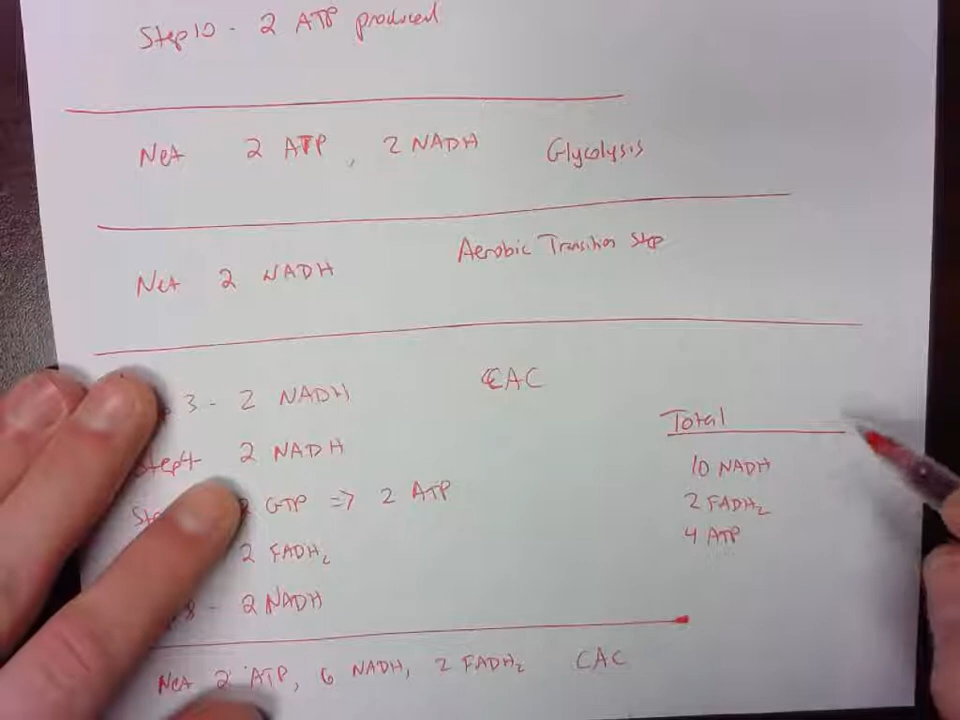 Step 10 - 2 ATP produced
Net 2 ATP, 2 NADH Glycolysis
Net 2 NADH Aerobic Transition Step
3 - 2 NADH CAC
Step 4 2 NADH
2 GTP => 2 ATP
2 FADH₂
8 - 2 NADH
Total
10 NADH
2 FADH₂
4 ATP
Net 2 ATP, 6 NADH, 2 FADH₂ CAC